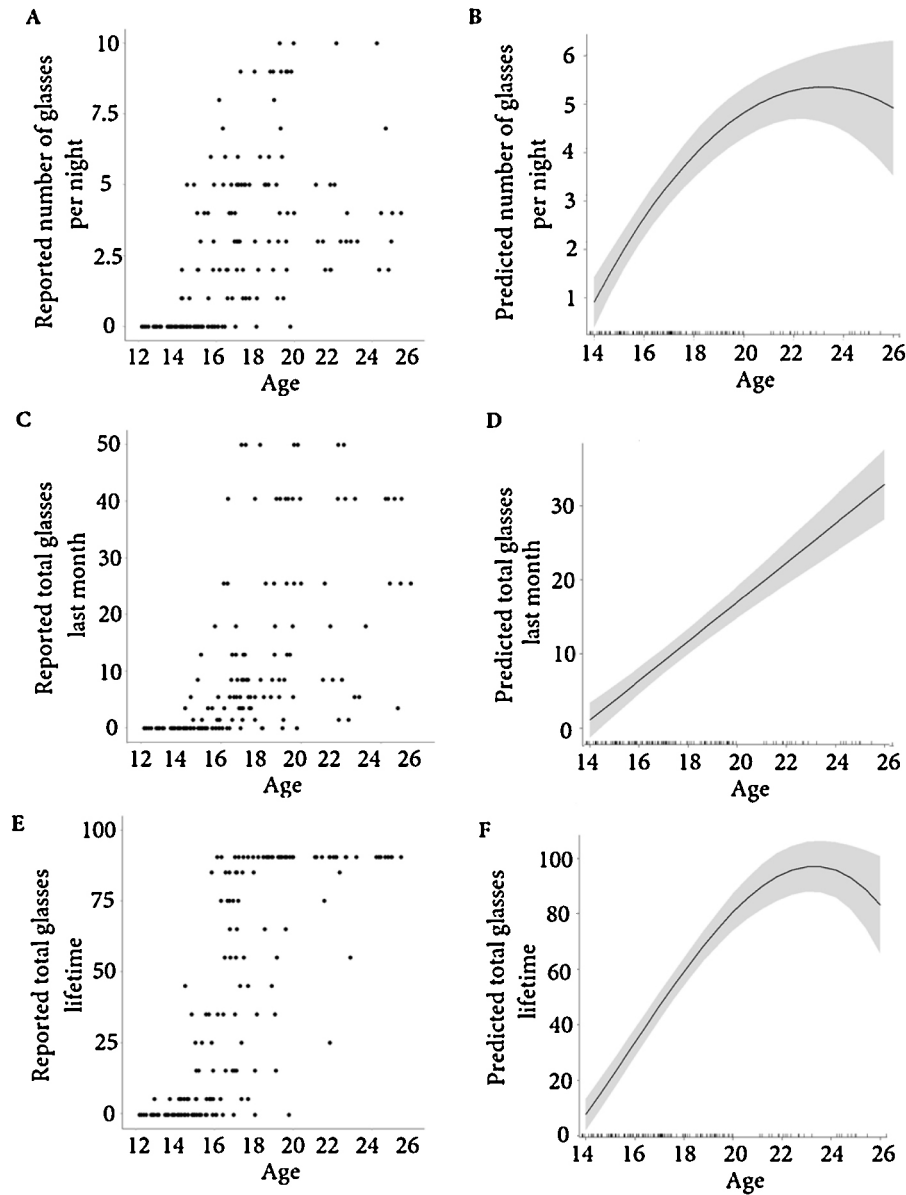 A
Reported number of glasses
per night
10
7.5
5
2.5
0
12 14 16 18 20 22 24 26
Age
B
Predicted number of glasses
per night
6
5
4
3
2
1
14 16 18 20 22 24 26
Age
C
Reported total glasses
last month
50
40
30
20
10
0
12 14 16 18 20 22 24 26
Age
D
Predicted total glasses
last month
30
20
10
0
14 16 18 20 22 24 26
Age
E
Reported total glasses
lifetime
100
75
50
25
0
12 14 16 18 20 22 24 26
Age
F
Predicted total glasses
lifetime
100
80
60
40
20
0
14 16 18 20 22 24 26
Age